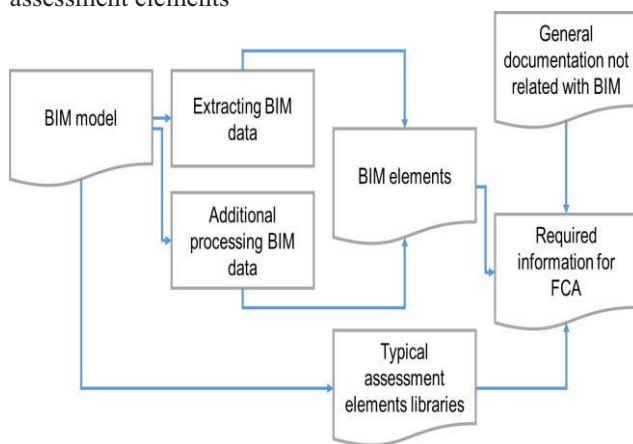 assessment elements
BIM model
Extracting BIM
data
Additional
processing BIM
data
BIM elements
General
documentation not
related with BIM
Required
information for
FCA
Typical
assessment
elements libraries